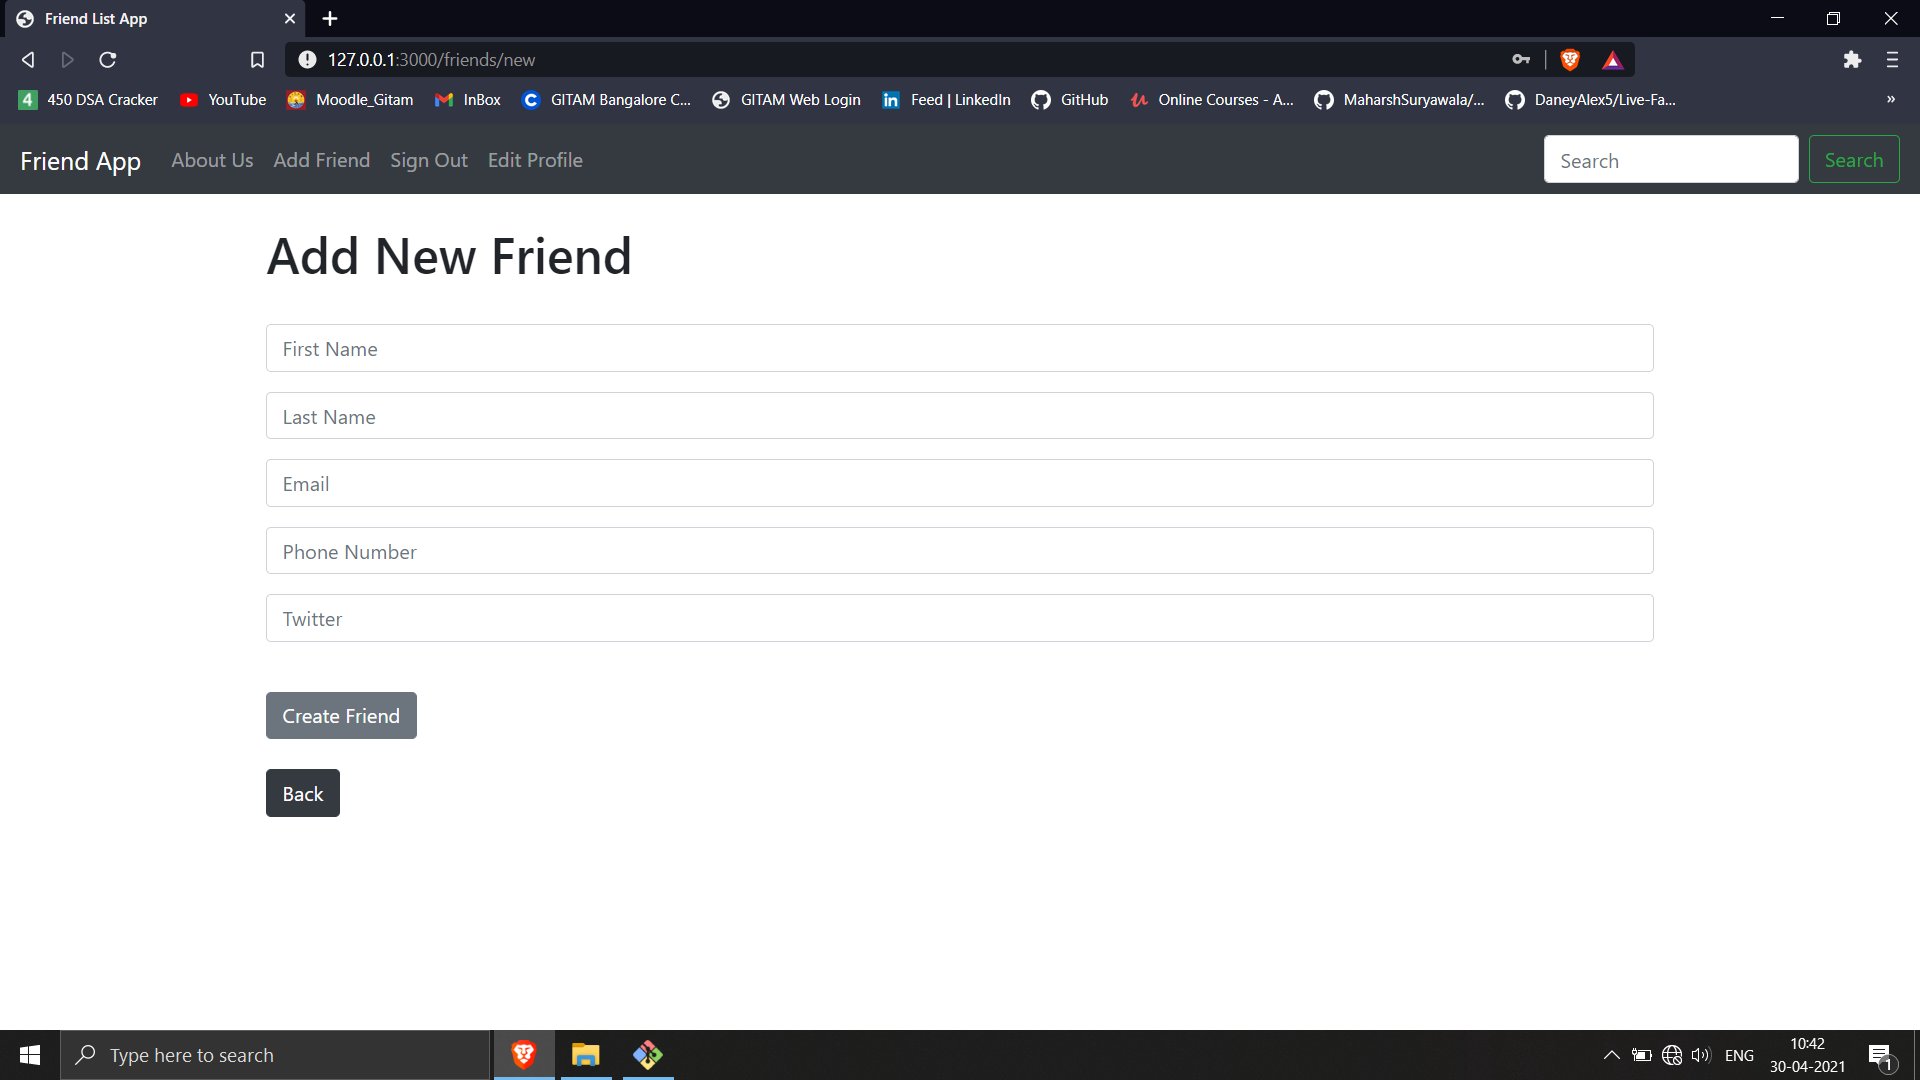 Friend List App
127.0.0.1:3000/friends/new
4 450 DSA Cracker YouTube Moodle_Gitam InBox C GITAM Bangalore C... GITAM Web Login in Feed | LinkedIn GitHub Online Courses - A... MaharshSuryawala/... DaneyAlex5/Live-Fa... »
Friend App About Us Add Friend Sign Out Edit Profile Search Search
Add New Friend
First Name
Last Name
Email
Phone Number
Twitter
Create Friend
Back
Type here to search ENG 10:42
30-04-2021 1